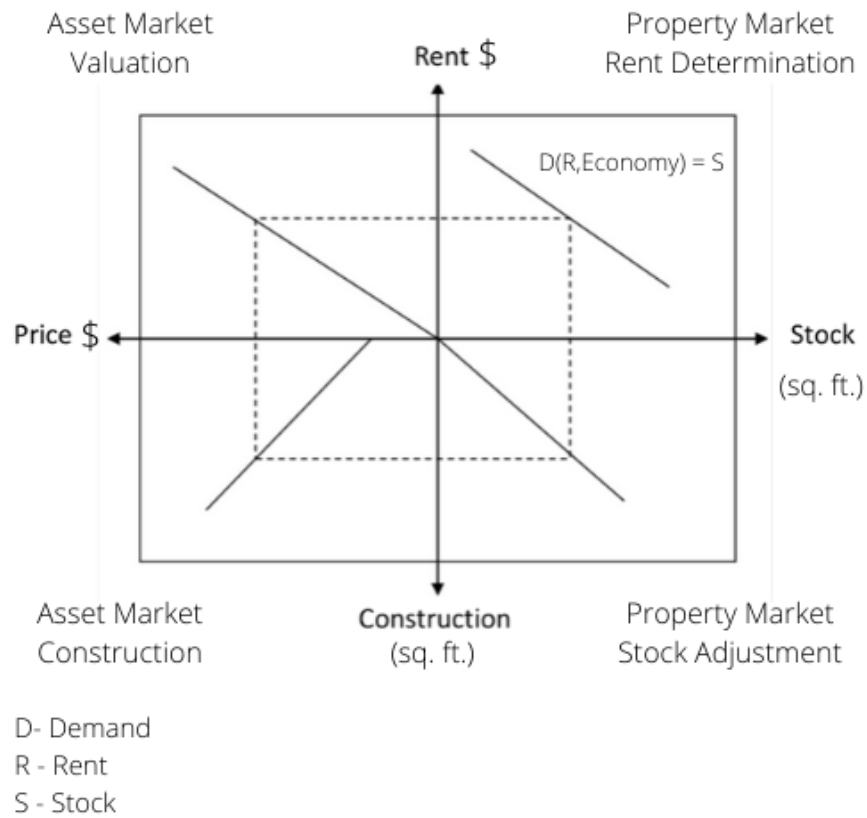 Asset Market
Valuation
Rent $
Property Market
Rent Determination
D(R,Economy) = S
Price $
Stock
(sq. ft.)
Asset Market
Construction
Construction
(sq. ft.)
Property Market
Stock Adjustment
D- Demand
R - Rent
S - Stock